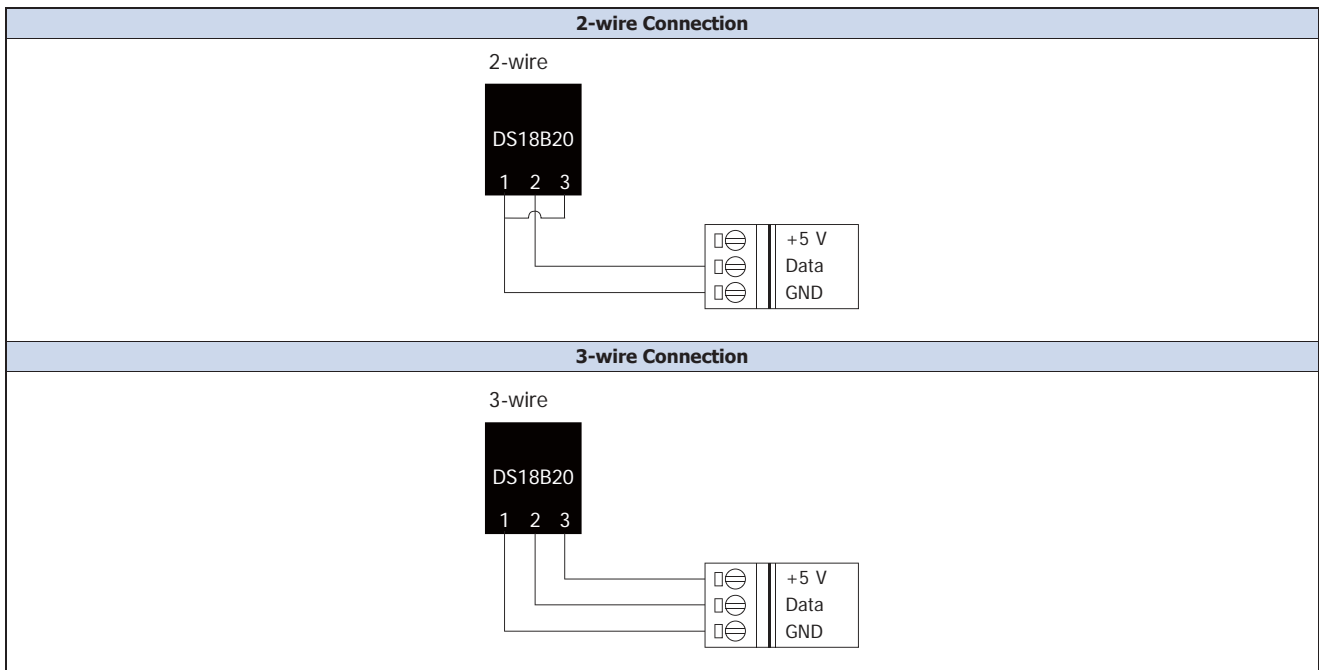 2-wire Connection
2-wire
DS18B20
1 2 3
+5 V
Data
GND
3-wire Connection
3-wire
DS18B20
1 2 3
+5 V
Data
GND